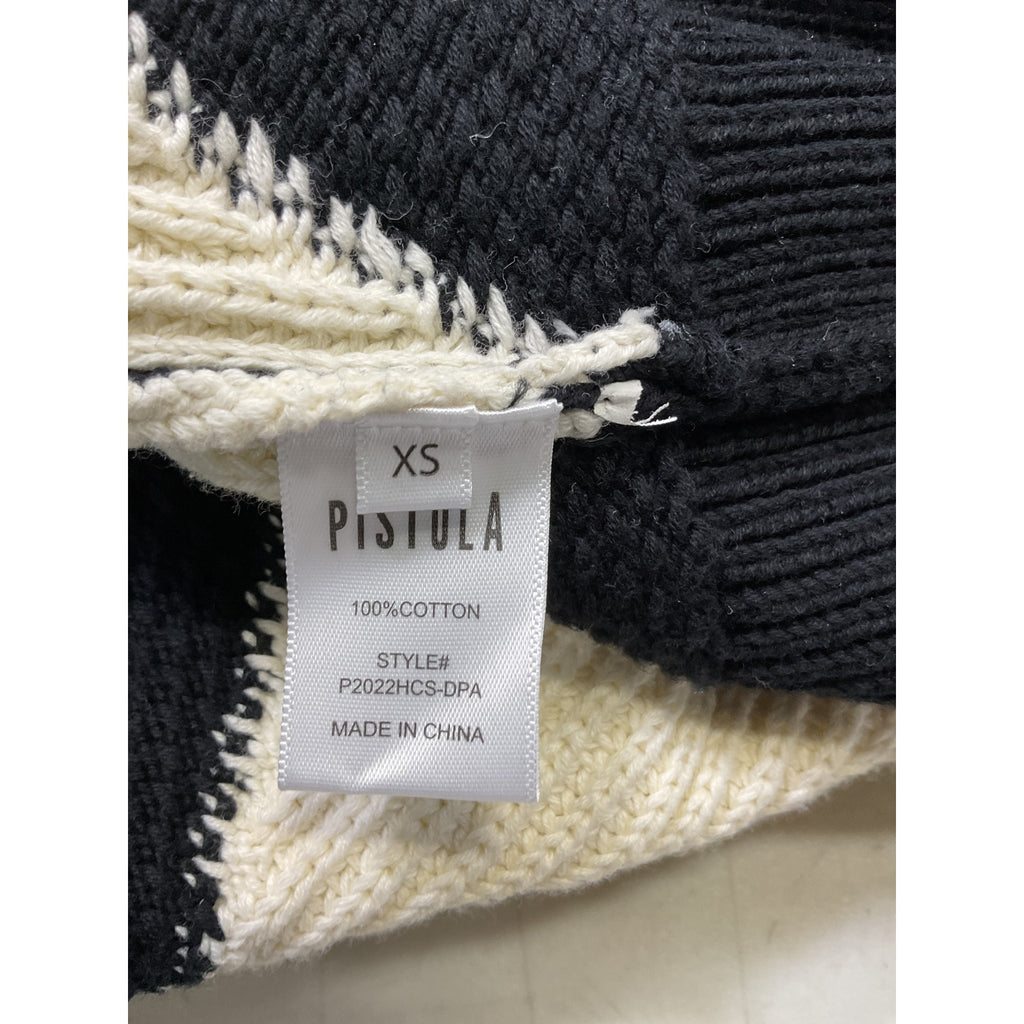 XS
PISTOLA
100%COTTON
STYLE#
P2022HCS-DPA
MADE IN CHINA